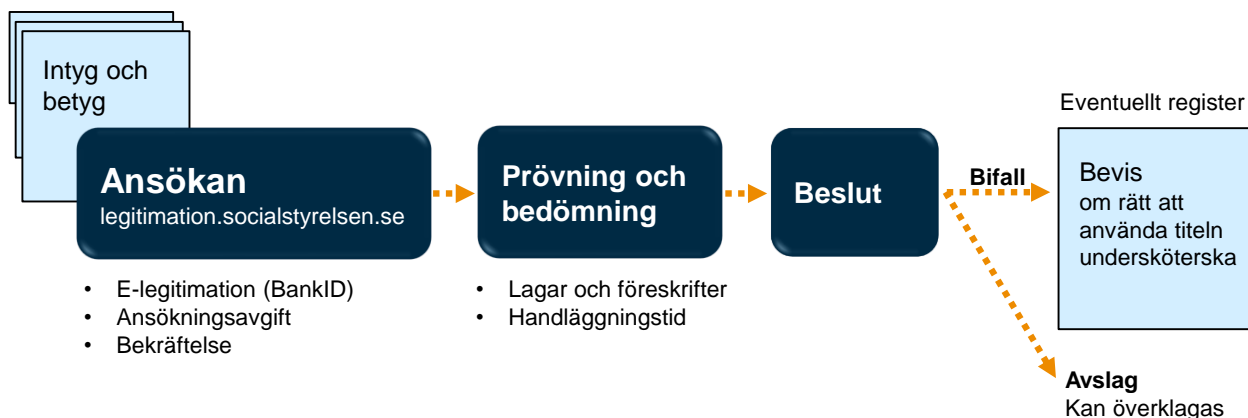 Intyg och
betyg
Ansökan
legitimation.socialstyrelsen.se
• E-legitimation (BankID)
• Ansökningsavgift
• Bekräftelse
Prövning och
bedömning
• Lagar och föreskrifter
• Handläggningstid
Beslut
Bifall
Eventuellt register
Bevis
om rätt att
använda titeln
undersköterska
Avslag
Kan överklagas